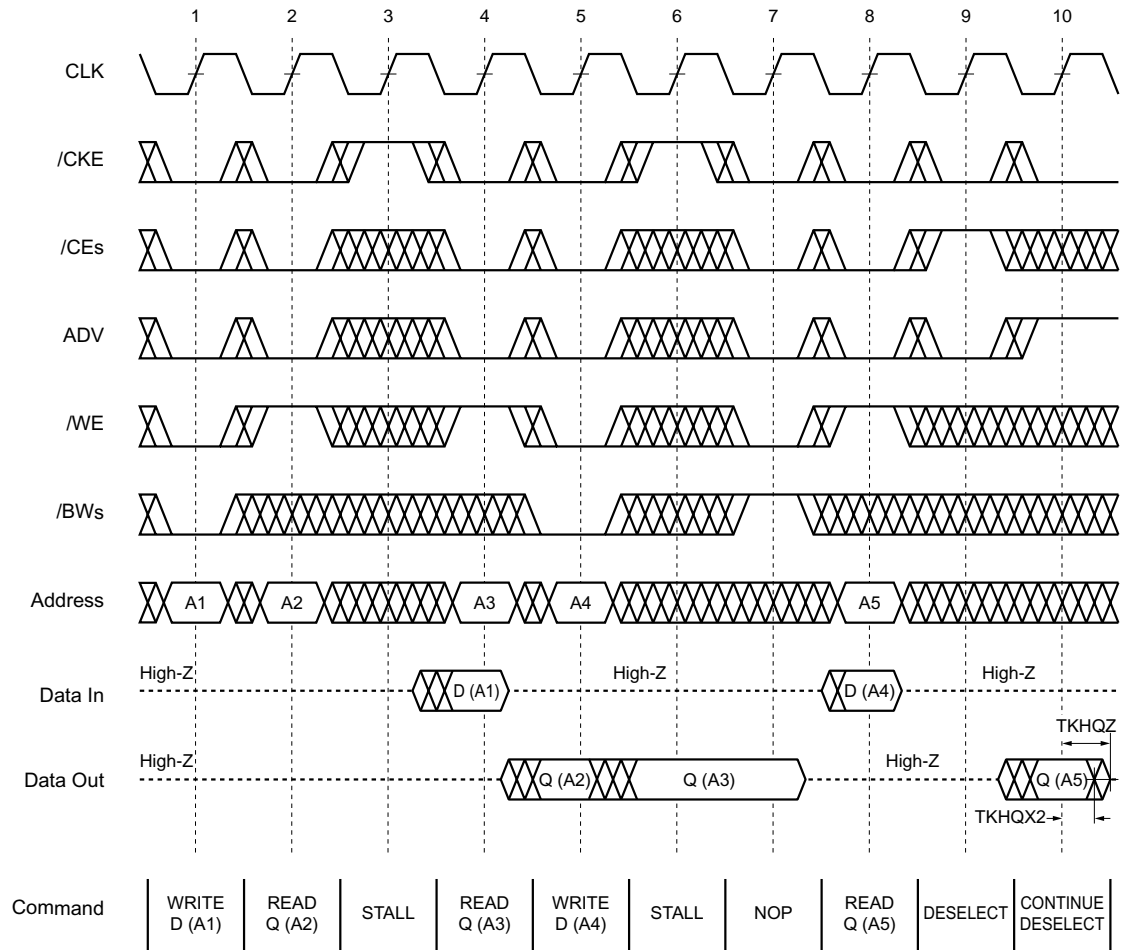 1 2 3 4 5 6 7 8 9 10
CLK
/CKE
/CEs
ADV
/WE
/BWs
Address A1 A2 A3 A4 A5
High-Z High-Z High-Z
Data In D (A1) D (A4)
TKHQZ
High-Z High-Z
Data Out Q (A2) Q (A3) Q (A5)
TKHQX2
Command
WRITE D (A1)
READ Q (A2)
STALL
READ Q (A3)
WRITE D (A4)
STALL
NOP
READ Q (A5)
DESELECT
CONTINUE DESELECT